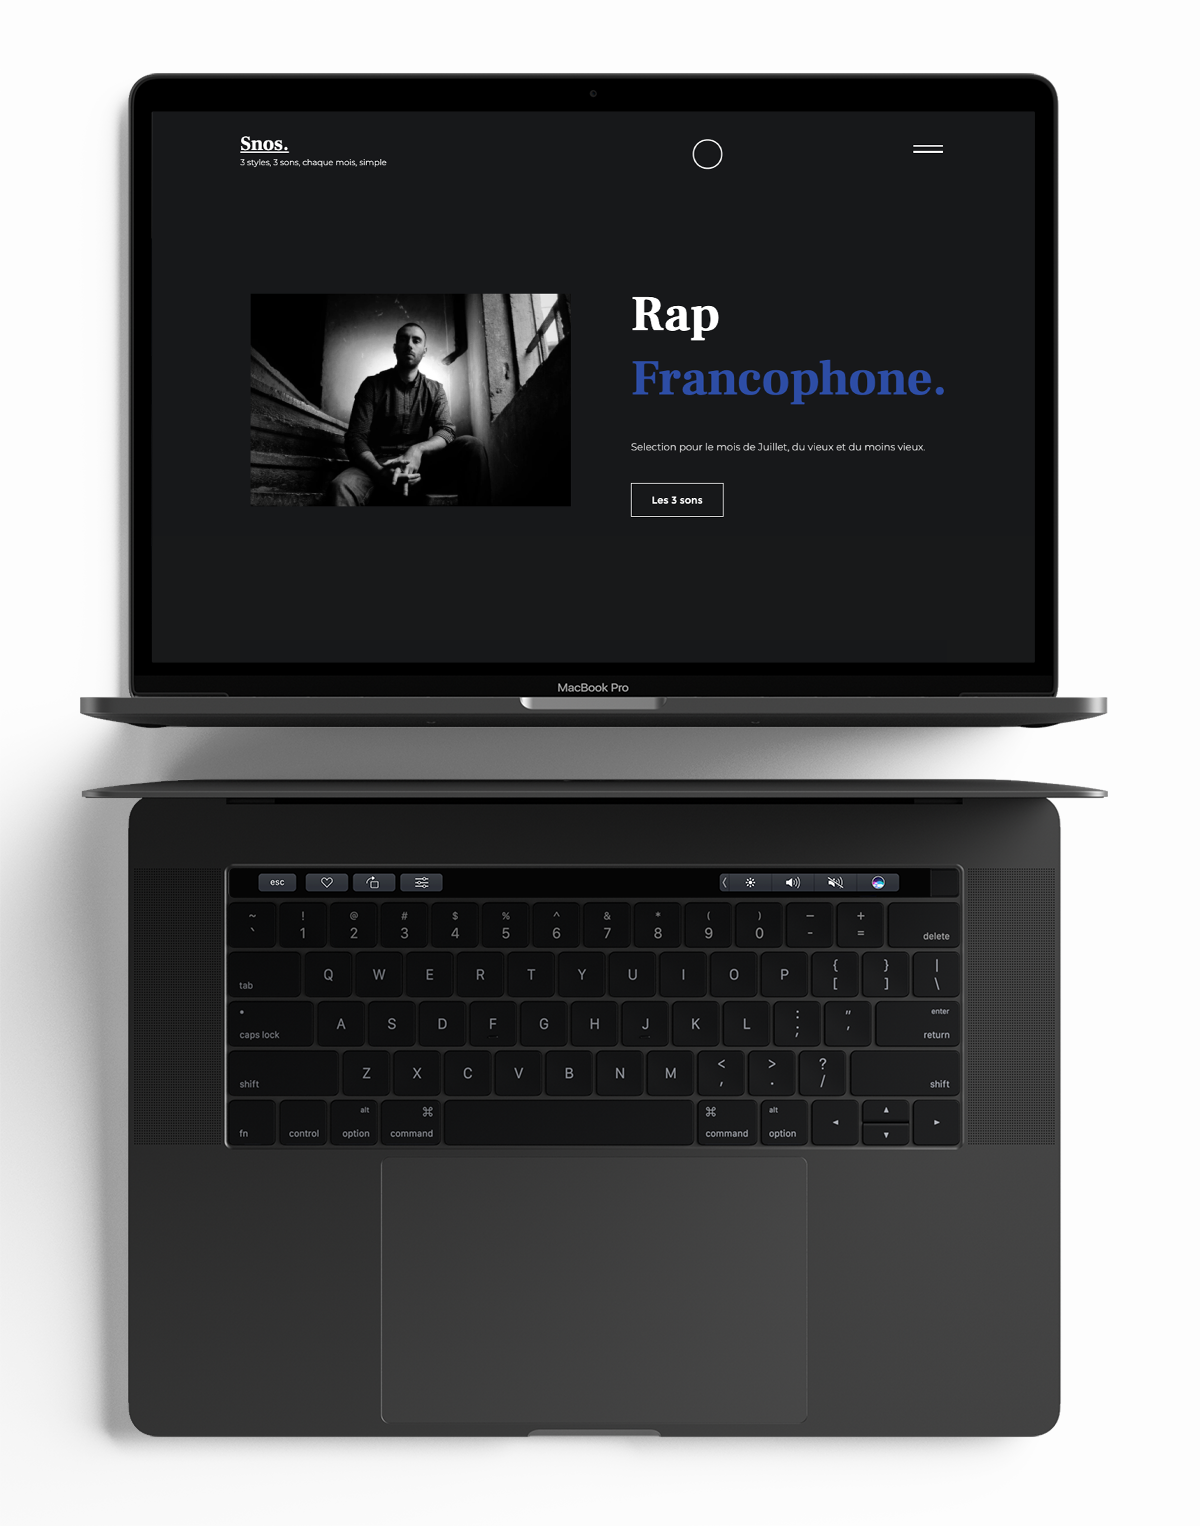 Snos.
3 styles, 3 sons, chaque mois, simple
Rap
Francophone.
Selection pour le mois de Juillet, du vieux et du moins vieux.
Les 3 sons
MacBook Pro
esc
~ ! @ # $ % ^ & * ( ) — +
` 1 2 3 4 5 6 7 8 9 0 - = delete
tab Q W E R T Y U I O P { [ } ] | \
caps lock A S D F G H J K L : ; " ' enter return
shift Z X C V B N M < , > . ? / shift
fn control alt option ⌘ command ⌘ command alt option ◀ ▲ ▼ ▶